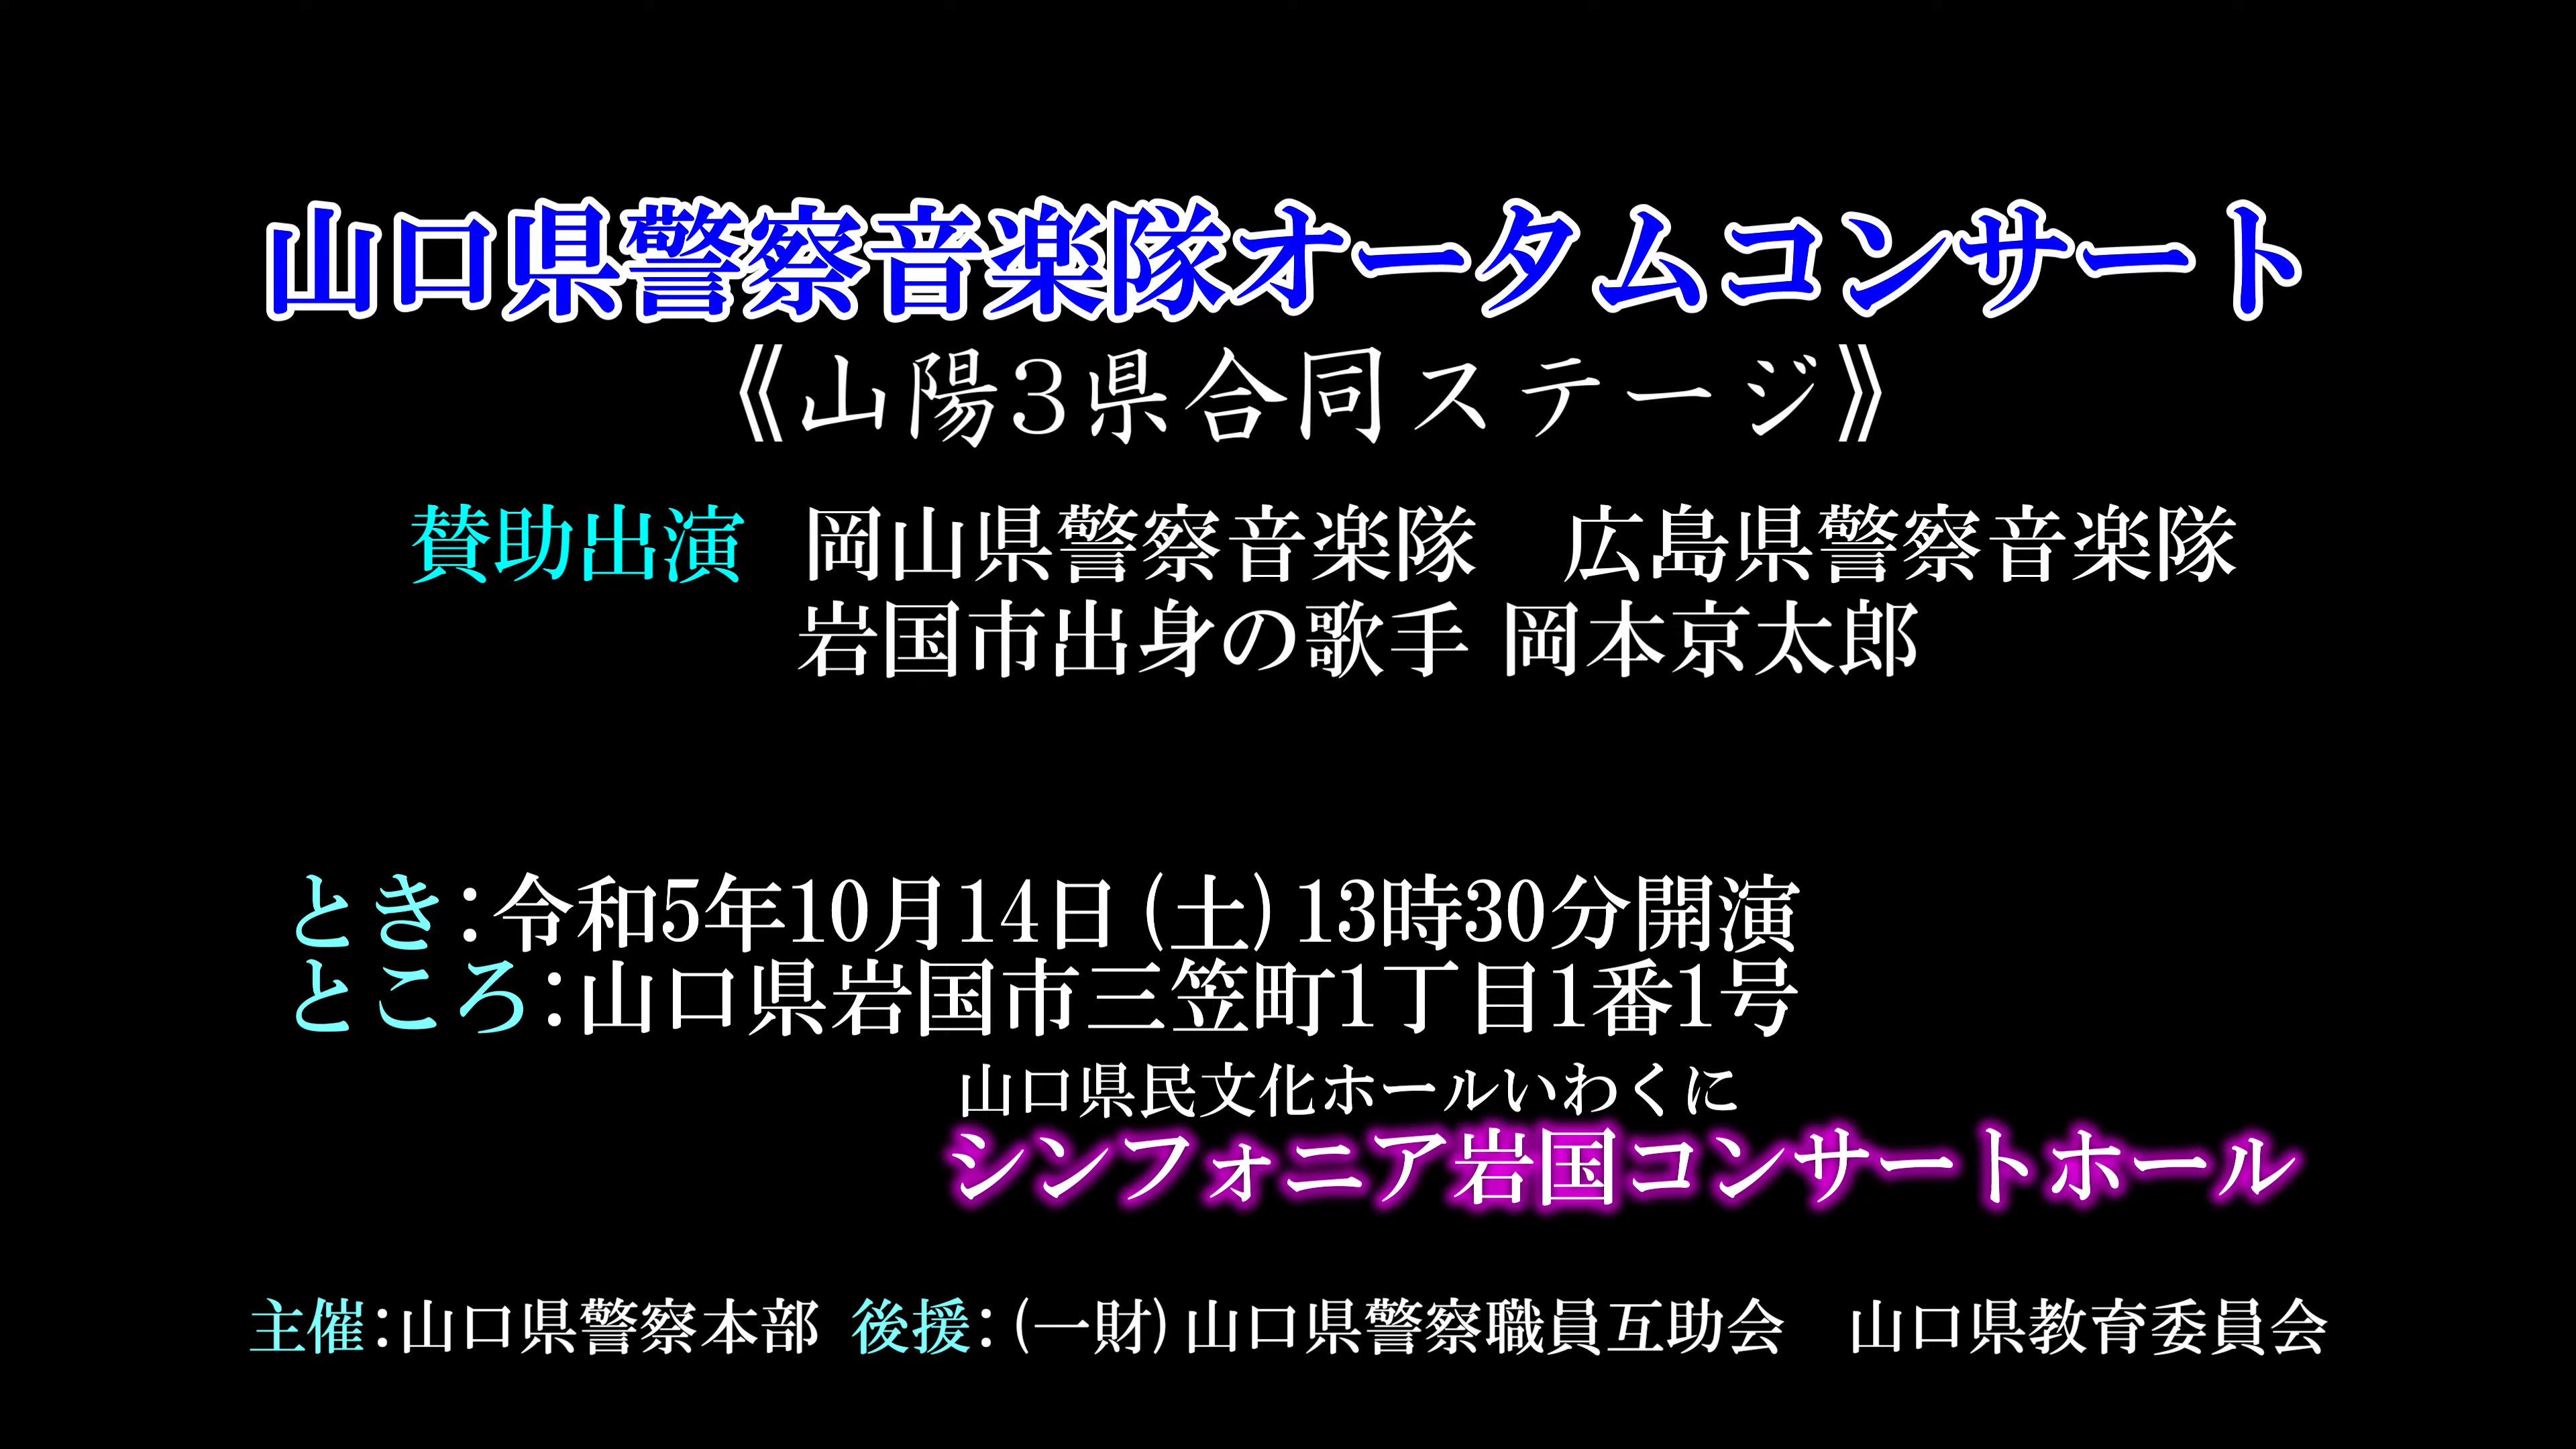 山口県警察音楽隊オータムコンサート
《山陽3県合同ステージ》
賛助出演 岡山県警察音楽隊　広島県警察音楽隊
岩国市出身の歌手 岡本京太郎
とき:令和5年10月14日(土)13時30分開演
ところ:山口県岩国市三笠町1丁目1番1号
山口県民文化ホールいわくに
シンフォニア岩国コンサートホール
主催:山口県警察本部 後援:(一財)山口県警察職員互助会　山口県教育委員会